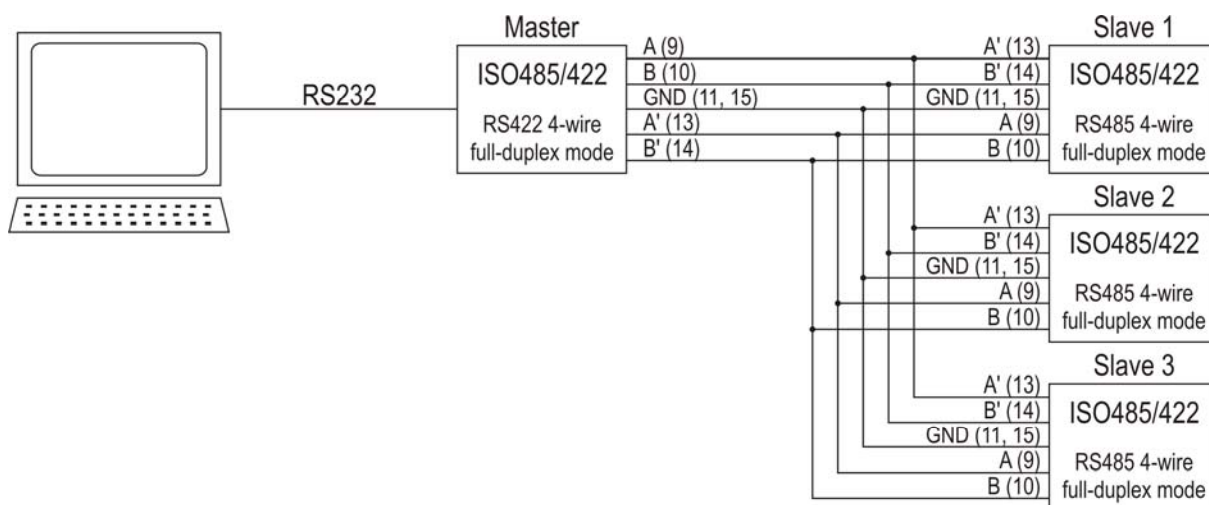 Master
ISO485/422
RS422 4-wire
full-duplex mode
RS232
A (9)
B (10)
GND (11, 15)
A' (13)
B' (14)
Slave 1
A' (13)
B' (14)
GND (11, 15)
A (9)
B (10)
ISO485/422
RS485 4-wire
full-duplex mode
Slave 2
A' (13)
B' (14)
GND (11, 15)
A (9)
B (10)
ISO485/422
RS485 4-wire
full-duplex mode
Slave 3
A' (13)
B' (14)
GND (11, 15)
A (9)
B (10)
ISO485/422
RS485 4-wire
full-duplex mode